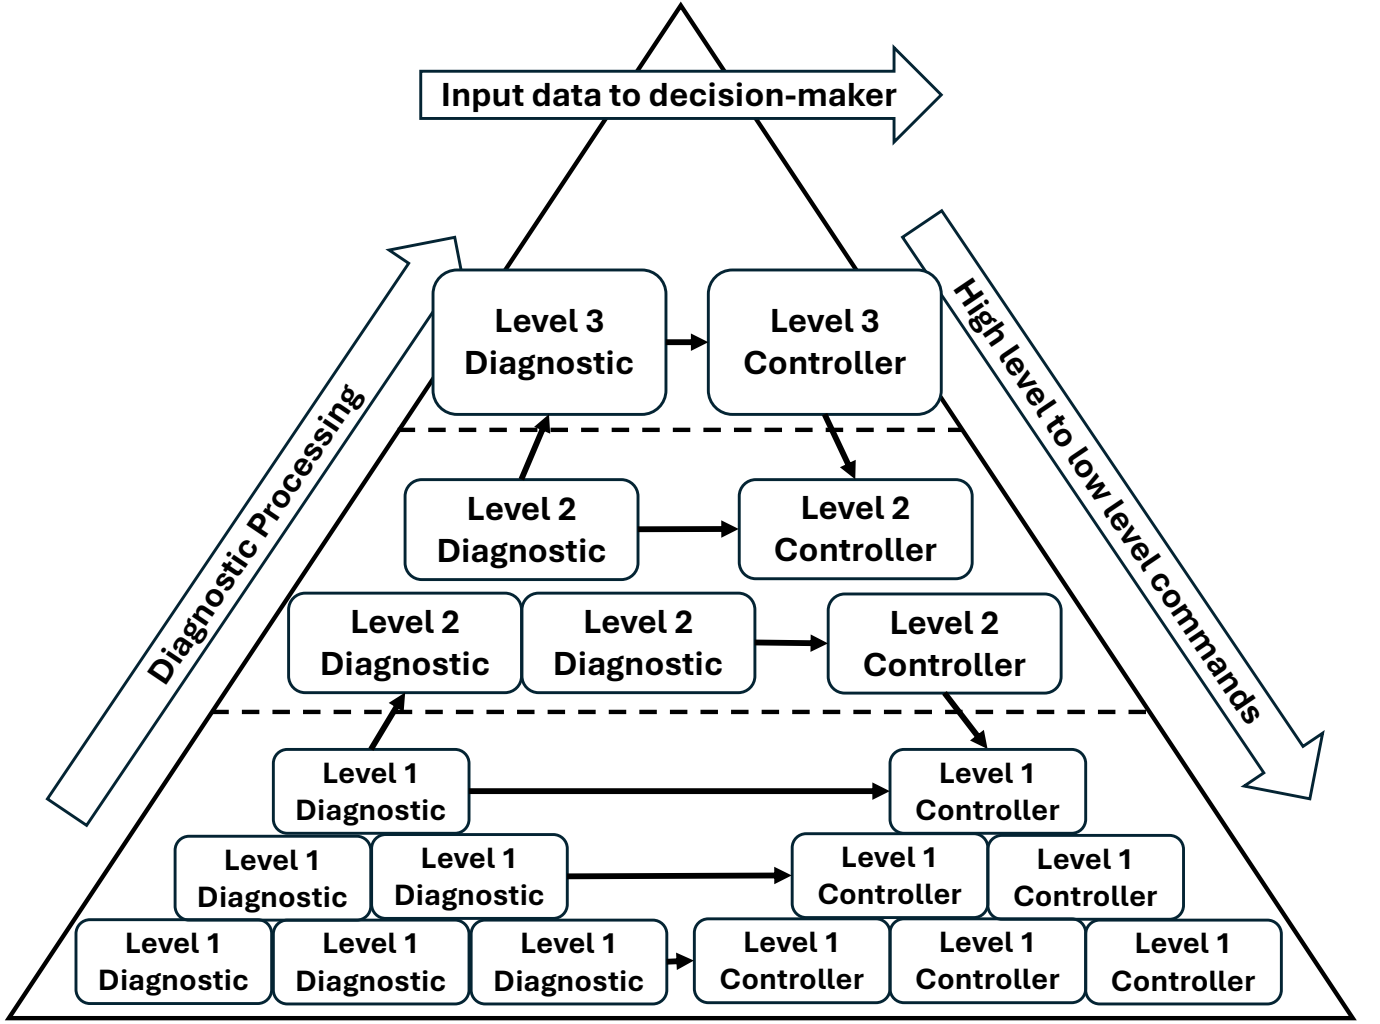 Input data to decision-maker
Diagnostic Processing
High level to low level commands
Level 3
Diagnostic
Level 3
Controller
Level 2
Diagnostic
Level 2
Controller
Level 2
Diagnostic
Level 2
Diagnostic
Level 2
Controller
Level 1
Diagnostic
Level 1
Controller
Level 1
Diagnostic
Level 1
Diagnostic
Level 1
Controller
Level 1
Controller
Level 1
Diagnostic
Level 1
Diagnostic
Level 1
Diagnostic
Level 1
Controller
Level 1
Controller
Level 1
Controller